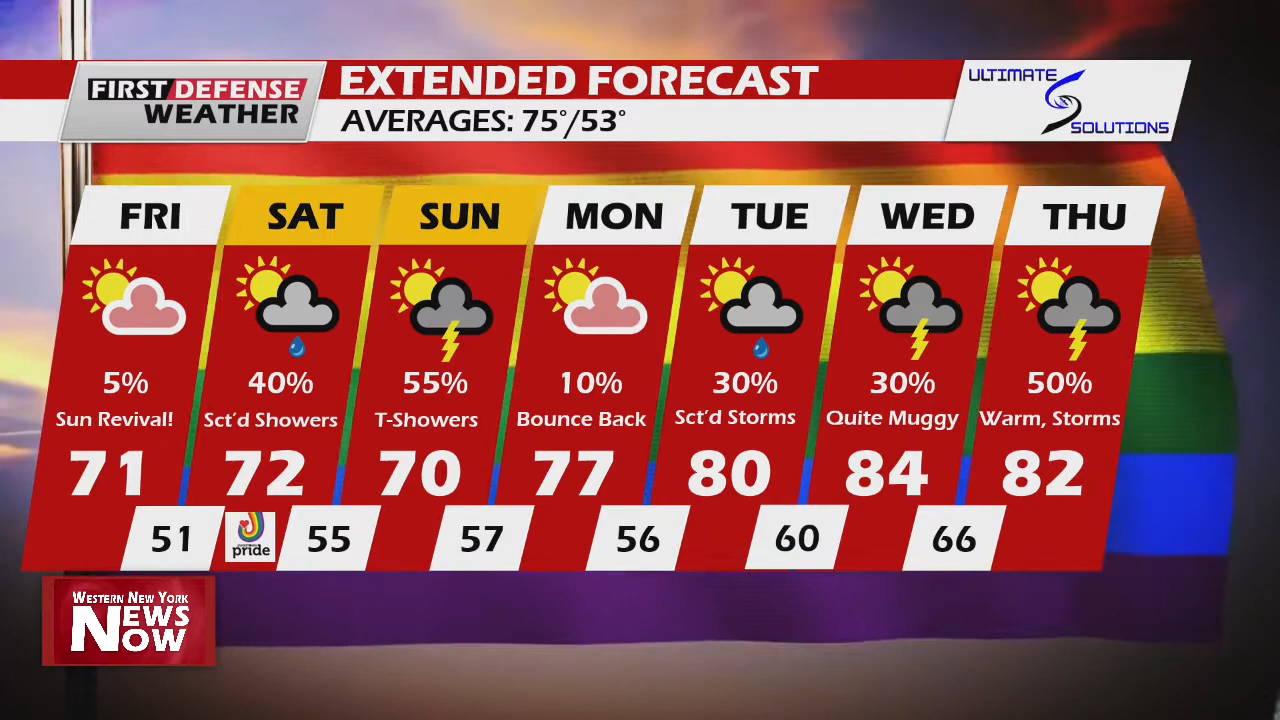 FIRST DEFENSE
WEATHER
EXTENDED FORECAST
AVERAGES: 75°/53°
ULTIMATE
SOLUTIONS
FRI SAT SUN MON TUE WED THU
5% 40% 55% 10% 30% 30% 50%
Sun Revival! Sct'd Showers T-Showers Bounce Back Sct'd Storms Quite Muggy Warm, Storms
71 72 70 77 80 84 82
51 55 57 56 60 66
pride
WESTERN NEW YORK
NEWS
NOW